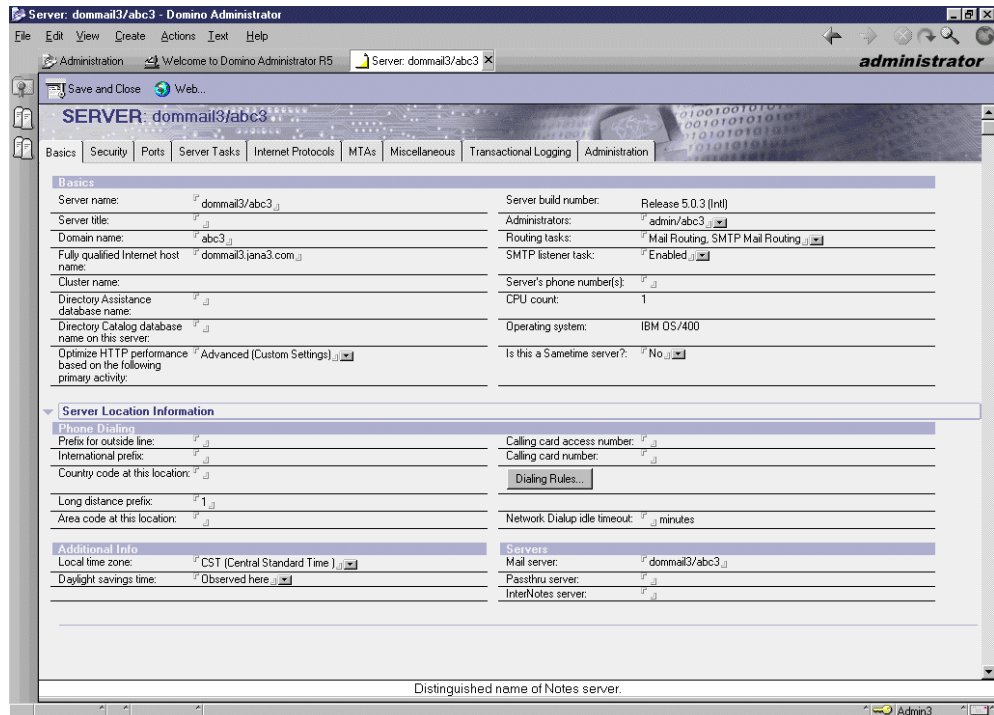 Server: dommail3/abc3 - Domino Administrator
File Edit View Create Actions Text Help
Administration Welcome to Domino Administrator R5 Server: dommail3/abc3 administrator
Save and Close Web...
SERVER: dommail3/abc3
Basics Security Ports Server Tasks Internet Protocols MTAs Miscellaneous Transactional Logging Administration
Basics
Server name: dommail3/abc3 Server build number: Release 5.0.3 (Intl)
Server title: Administrators: admin/abc3
Domain name: abc3 Routing tasks: Mail Routing, SMTP Mail Routing
Fully qualified Internet host dommail3.jana3.com SMTP listener task: Enabled
name:
Cluster name: Server's phone number(s):
Directory Assistance CPU count: 1
database name:
Directory Catalog database Operating system: IBM OS/400
name on this server:
Optimize HTTP performance Advanced (Custom Settings) Is this a Sametime server?: No
based on the following
primary activity:
Server Location Information
Phone Dialing
Prefix for outside line: Calling card access number:
International prefix: Calling card number:
Country code at this location: Dialing Rules...
Long distance prefix: 1
Area code at this location: Network Dialup idle timeout: minutes
Additional Info Servers
Local time zone: CST (Central Standard Time ) Mail server: dommail3/abc3
Daylight savings time: Observed here Passthru server:
InterNotes server:
Distinguished name of Notes server.
Admin3